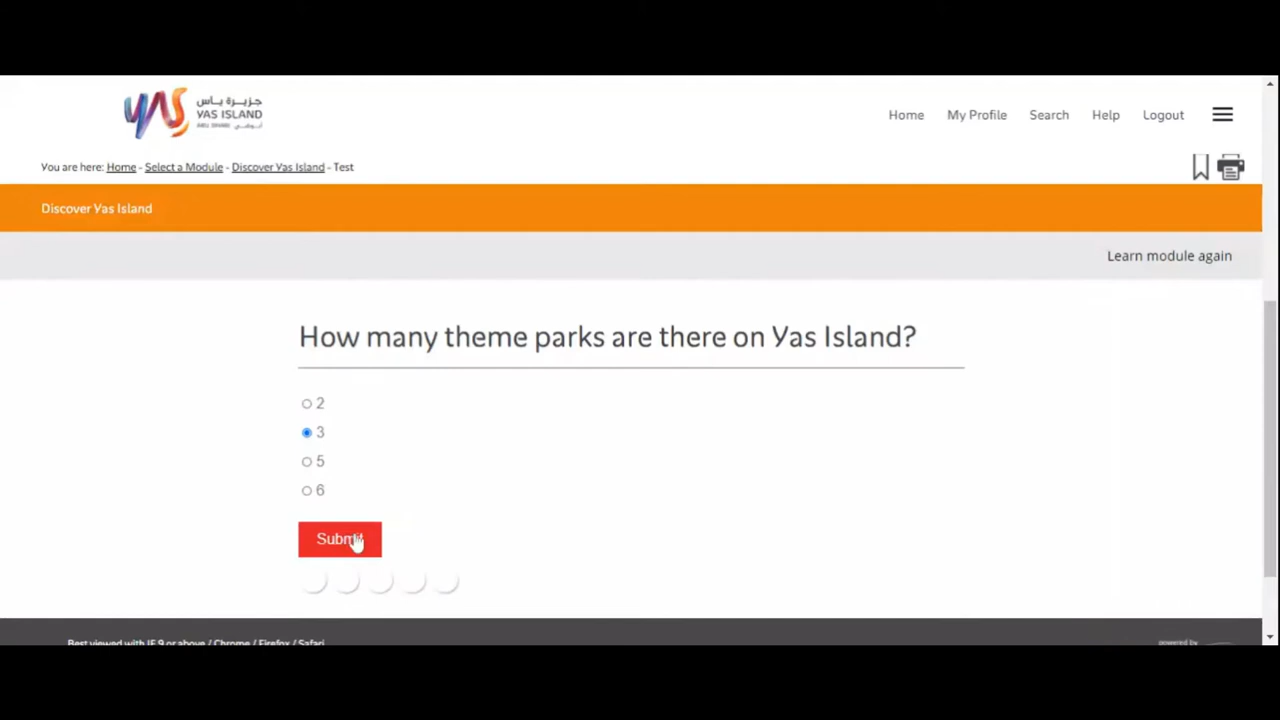 جزيرة ياس
YAS ISLAND
Home My Profile Search Help Logout
You are here: Home - Select a Module - Discover Yas Island - Test
Discover Yas Island
Learn module again
How many theme parks are there on Yas Island?
2
3
5
6
Submit
Best viewed with IE 9 or above / Chrome / Firefox / Safari
powered by